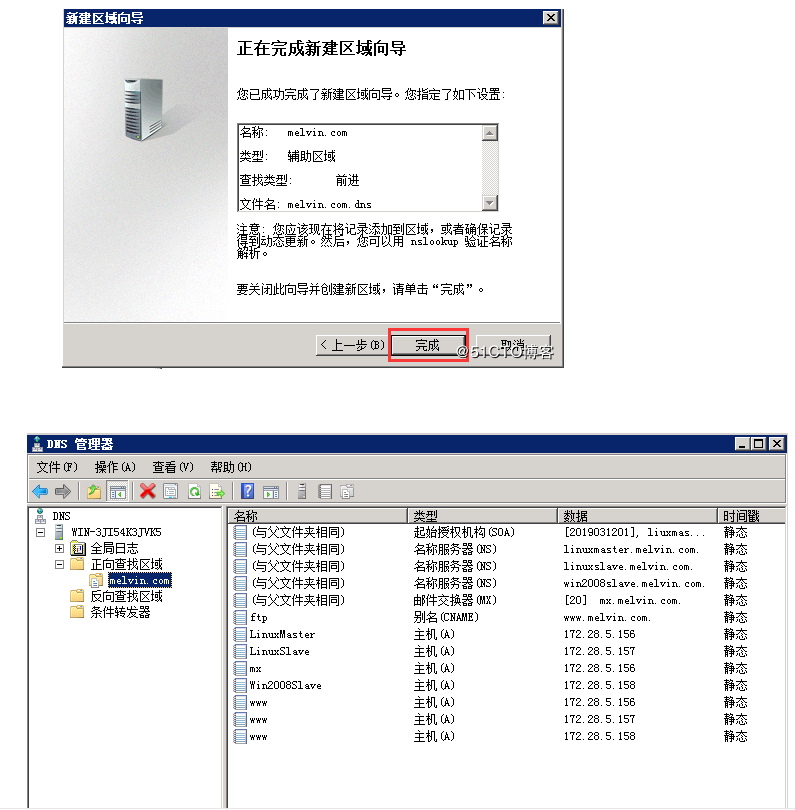 新建区域向导
正在完成新建区域向导
您已成功完成了新建区域向导。您指定了如下设置:
名称: melvin.com
类型: 辅助区域
查找类型: 前进
文件名: melvin.com.dns
注意: 您应该现在将记录添加到区域，或者确保记录
得到动态更新。然后，您可以用 nslookup 验证名称
解析。
要关闭此向导并创建新区域，请单击“完成”。
< 上一步(B) 完成 取消
@51CTO博客
DNS 管理器
文件(F) 操作(A) 查看(V) 帮助(H)
DNS
WIN-3JI54K3JVK5
全局日志
正向查找区域
melvin.com
反向查找区域
条件转发器
名称 类型 数据 时间戳
(与父文件夹相同) 起始授权机构(SOA) [2019031201], liuxmas... 静态
(与父文件夹相同) 名称服务器(NS) linuxmaster.melvin.com. 静态
(与父文件夹相同) 名称服务器(NS) linuxslave.melvin.com. 静态
(与父文件夹相同) 名称服务器(NS) win2008slave.melvin.com. 静态
(与父文件夹相同) 邮件交换器(MX) [20] mx.melvin.com. 静态
ftp 别名(CNAME) www.melvin.com. 静态
LinuxMaster 主机(A) 172.28.5.156 静态
LinuxSlave 主机(A) 172.28.5.157 静态
mx 主机(A) 172.28.5.156 静态
Win2008Slave 主机(A) 172.28.5.158 静态
www 主机(A) 172.28.5.156 静态
www 主机(A) 172.28.5.157 静态
www 主机(A) 172.28.5.158 静态